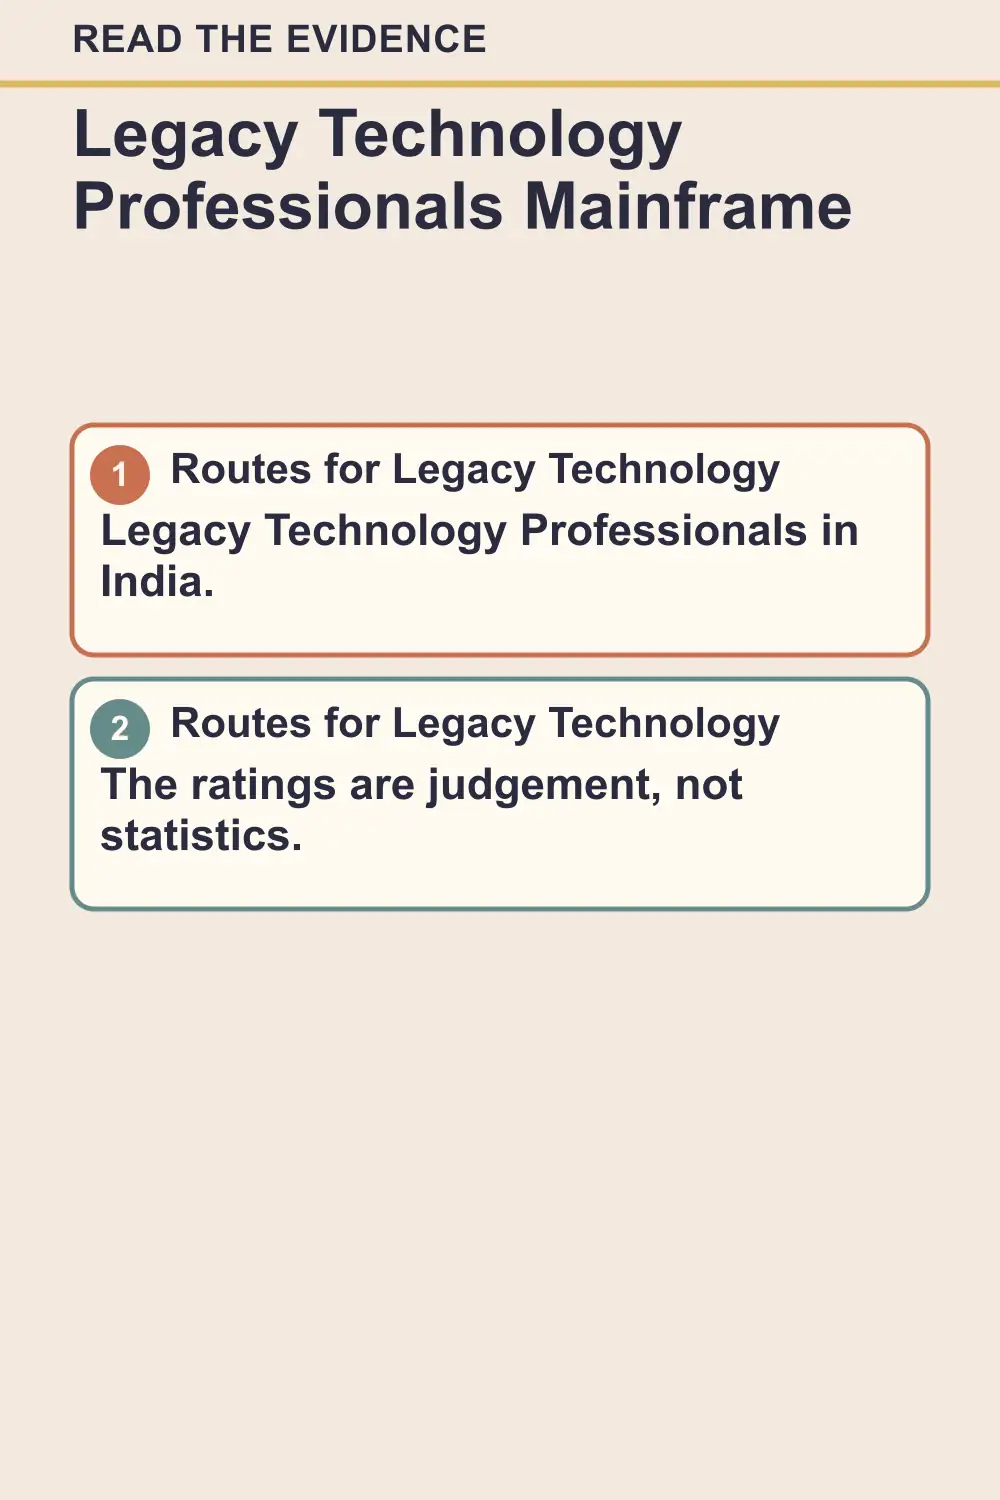 READ THE EVIDENCE
Legacy Technology
Professionals Mainframe
1
Routes for Legacy Technology
Legacy Technology Professionals in
India.
2
Routes for Legacy Technology
The ratings are judgement, not
statistics.